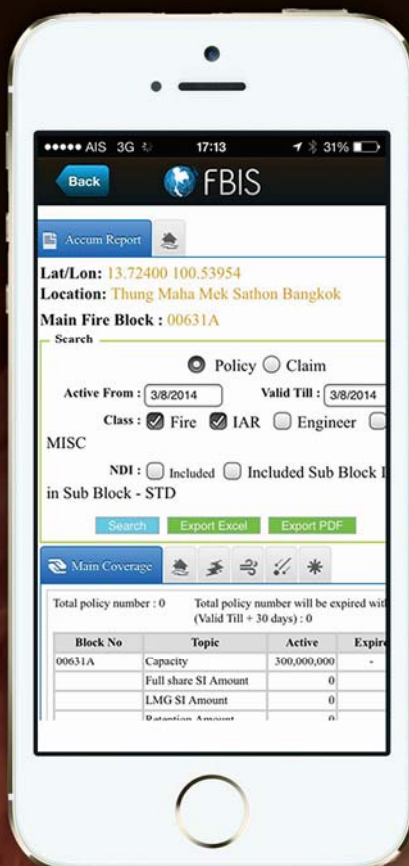 AIS 3G 17:13 31%
Back FBIS
Accum Report
Lat/Lon: 13.72400 100.53954
Location: Thung Maha Mek Sathon Bangkok
Main Fire Block : 00631A
Search
Policy Claim
Active From : 3/8/2014 Valid Till : 3/8/2014
Class : Fire IAR Engineer
MISC
NDI : Included Included Sub Block
in Sub Block - STD
Search Export Excel Export PDF
Main Coverage
Total policy number : 0 Total policy number will be expired
(Valid Till + 30 days) : 0
Block No Topic Active
00631A Capacity 300,000,000 -
Full share SI Amount 0
LMG SI Amount 0
Retention Amount 0